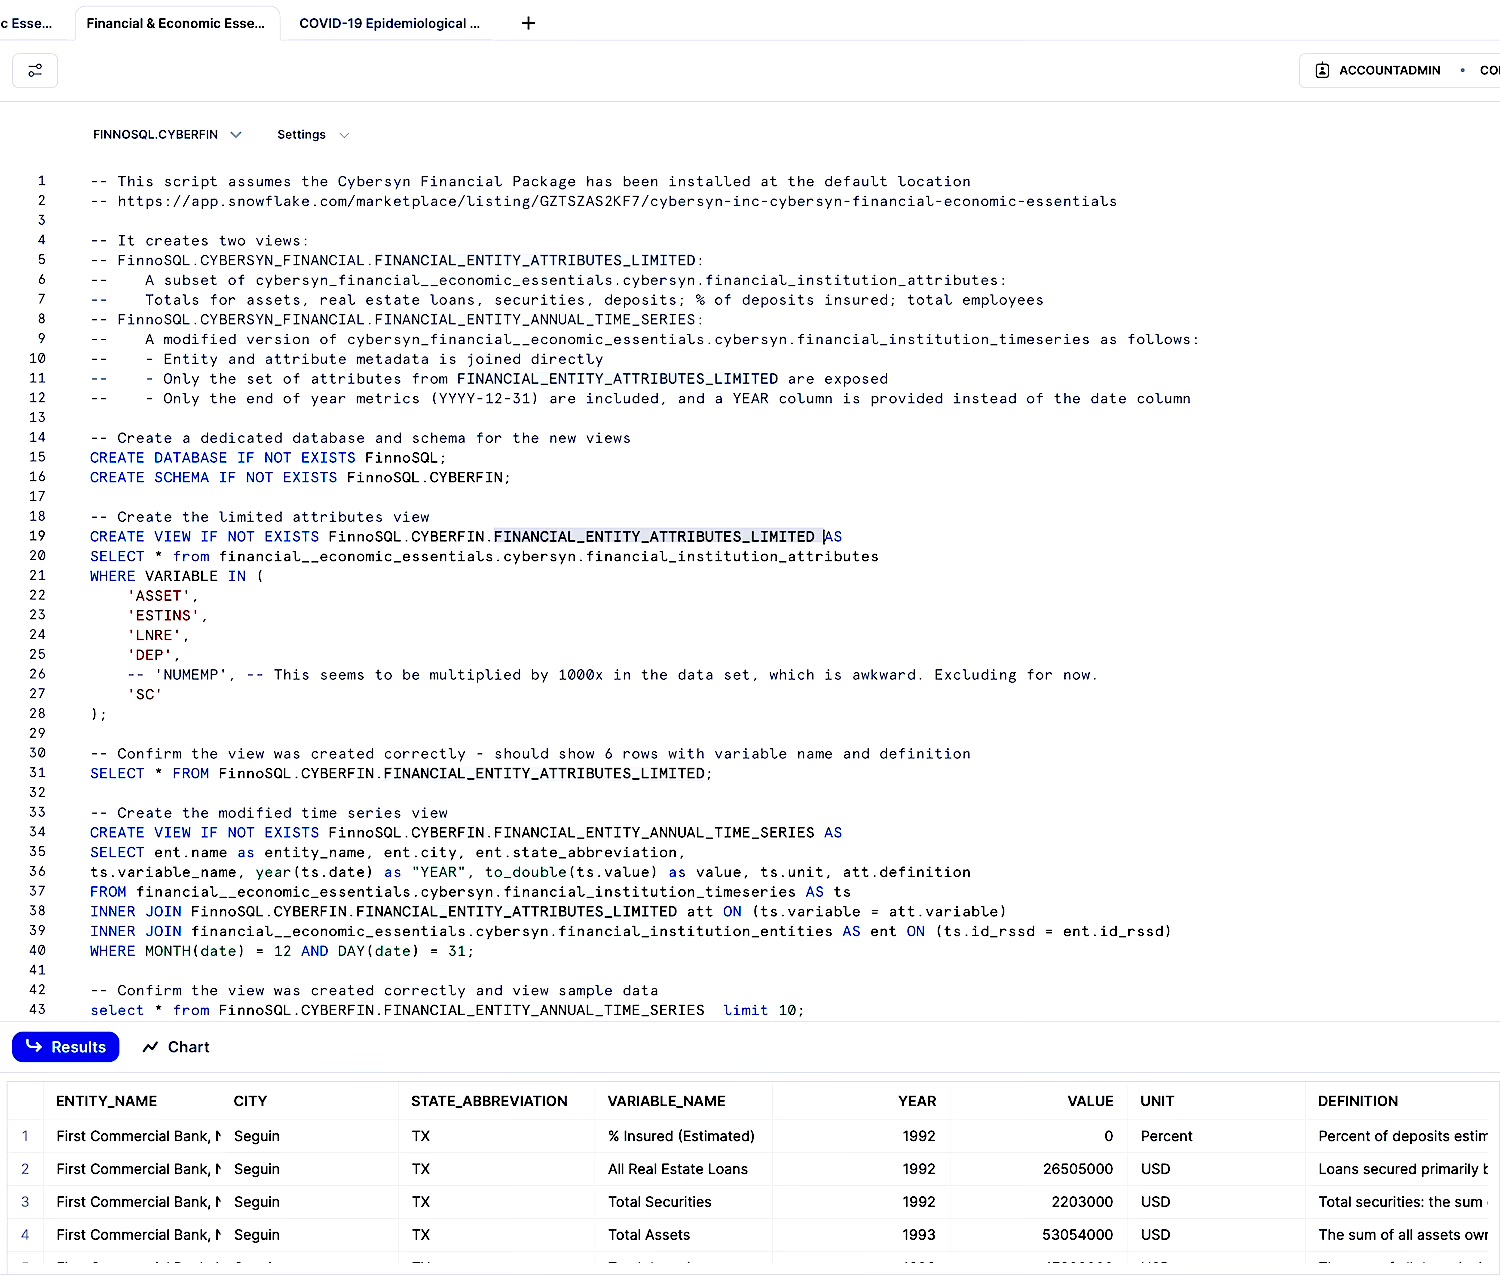 c Esse...
Financial & Economic Esse...
COVID-19 Epidemiological ...
+
ACCOUNTADMIN
FINNOSQL.CYBERFIN
Settings
1 -- This script assumes the Cybersyn Financial Package has been installed at the default location
2 -- https://app.snowflake.com/marketplace/listing/GZTSZAS2KF7/cybersyn-inc-cybersyn-financial-economic-essentials
3
4 -- It creates two views:
5 -- FinnoSQL.CYBERSYN_FINANCIAL.FINANCIAL_ENTITY_ATTRIBUTES_LIMITED:
6 --    A subset of cybersyn_financial__economic_essentials.cybersyn.financial_institution_attributes:
7 --    Totals for assets, real estate loans, securities, deposits; % of deposits insured; total employees
8 -- FinnoSQL.CYBERSYN_FINANCIAL.FINANCIAL_ENTITY_ANNUAL_TIME_SERIES:
9 --    A modified version of cybersyn_financial__economic_essentials.cybersyn.financial_institution_timeseries as follows:
10 --    - Entity and attribute metadata is joined directly
11 --    - Only the set of attributes from FINANCIAL_ENTITY_ATTRIBUTES_LIMITED are exposed
12 --    - Only the end of year metrics (YYYY-12-31) are included, and a YEAR column is provided instead of the date column
13
14 -- Create a dedicated database and schema for the new views
15 CREATE DATABASE IF NOT EXISTS FinnoSQL;
16 CREATE SCHEMA IF NOT EXISTS FinnoSQL.CYBERFIN;
17
18 -- Create the limited attributes view
19 CREATE VIEW IF NOT EXISTS FinnoSQL.CYBERFIN.FINANCIAL_ENTITY_ATTRIBUTES_LIMITED AS
20 SELECT * from financial__economic_essentials.cybersyn.financial_institution_attributes
21 WHERE VARIABLE IN (
22     'ASSET',
23     'ESTINS',
24     'LNRE',
25     'DEP',
26     -- 'NUMEMP', -- This seems to be multiplied by 1000x in the data set, which is awkward. Excluding for now.
27     'SC'
28 );
29
30 -- Confirm the view was created correctly - should show 6 rows with variable name and definition
31 SELECT * FROM FinnoSQL.CYBERFIN.FINANCIAL_ENTITY_ATTRIBUTES_LIMITED;
32
33 -- Create the modified time series view
34 CREATE VIEW IF NOT EXISTS FinnoSQL.CYBERFIN.FINANCIAL_ENTITY_ANNUAL_TIME_SERIES AS
35 SELECT ent.name as entity_name, ent.city, ent.state_abbreviation,
36 ts.variable_name, year(ts.date) as "YEAR", to_double(ts.value) as value, ts.unit, att.definition
37 FROM financial__economic_essentials.cybersyn.financial_institution_timeseries AS ts
38 INNER JOIN FinnoSQL.CYBERFIN.FINANCIAL_ENTITY_ATTRIBUTES_LIMITED att ON (ts.variable = att.variable)
39 INNER JOIN financial__economic_essentials.cybersyn.financial_institution_entities AS ent ON (ts.id_rssd = ent.id_rssd)
40 WHERE MONTH(date) = 12 AND DAY(date) = 31;
41
42 -- Confirm the view was created correctly and view sample data
43 select * from FinnoSQL.CYBERFIN.FINANCIAL_ENTITY_ANNUAL_TIME_SERIES  limit 10;
Results
Chart
ENTITY_NAME CITY STATE_ABBREVIATION VARIABLE_NAME YEAR VALUE UNIT DEFINITION
1 First Commercial Bank, Seguin TX % Insured (Estimated) 1992 0 Percent Percent of deposits estim
2 First Commercial Bank, Seguin TX All Real Estate Loans 1992 26505000 USD Loans secured primarily
3 First Commercial Bank, Seguin TX Total Securities 1992 2203000 USD Total securities: the sum
4 First Commercial Bank, Seguin TX Total Assets 1993 53054000 USD The sum of all assets